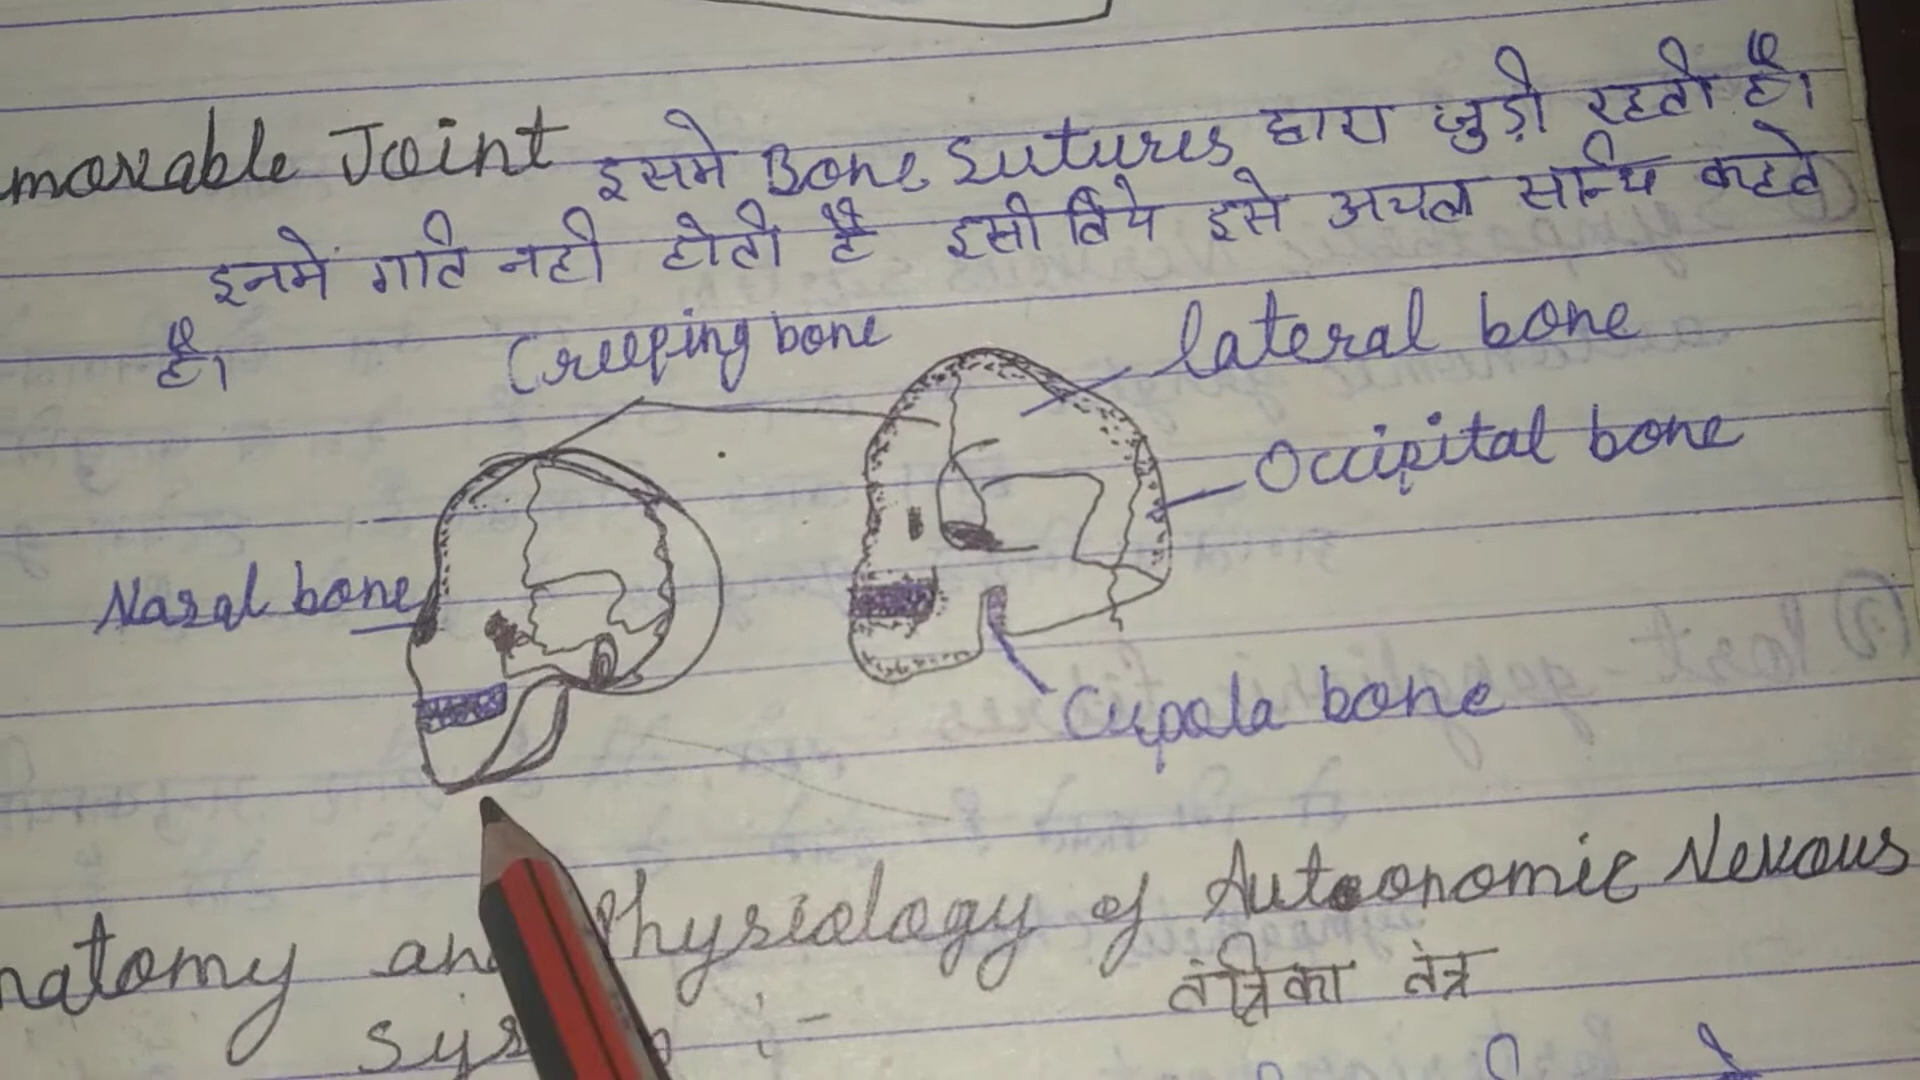 movable Joint इसमे Bone Sutures द्वारा जुड़ी रहती है।
इनमें गति नही होती है इसी लिये इसे अचल सन्धि कहते
है।
Creeping bone
lateral bone
Occipital bone
Nasal bone
Cupola bone
natomy and Physiology of Autonomic Nervous
तंत्रिका तंत्र